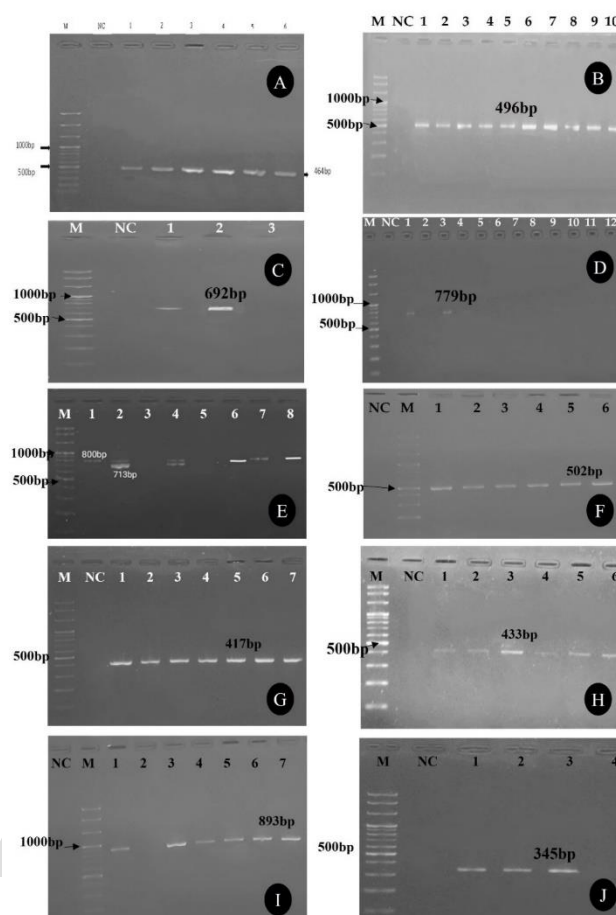 M NC 1 2 3 4 5 6
A
1000bp
500bp
464bp
M NC 1 2 3 4 5 6 7 8 9 10
B
1000bp
496bp
500bp
M NC 1 2 3
C
1000bp
692bp
500bp
M NC 1 2 3 4 5 6 7 8 9 10 11 12
D
1000bp
779bp
500bp
M 1 2 3 4 5 6 7 8
1000bp
800bp
713bp
500bp
E
NC M 1 2 3 4 5 6
502bp
500bp
F
M NC 1 2 3 4 5 6 7
417bp
500bp
G
M NC 1 2 3 4 5 6
500bp
433bp
H
NC M 1 2 3 4 5 6 7
893bp
1000bp
I
M NC 1 2 3 4
500bp
345bp
J